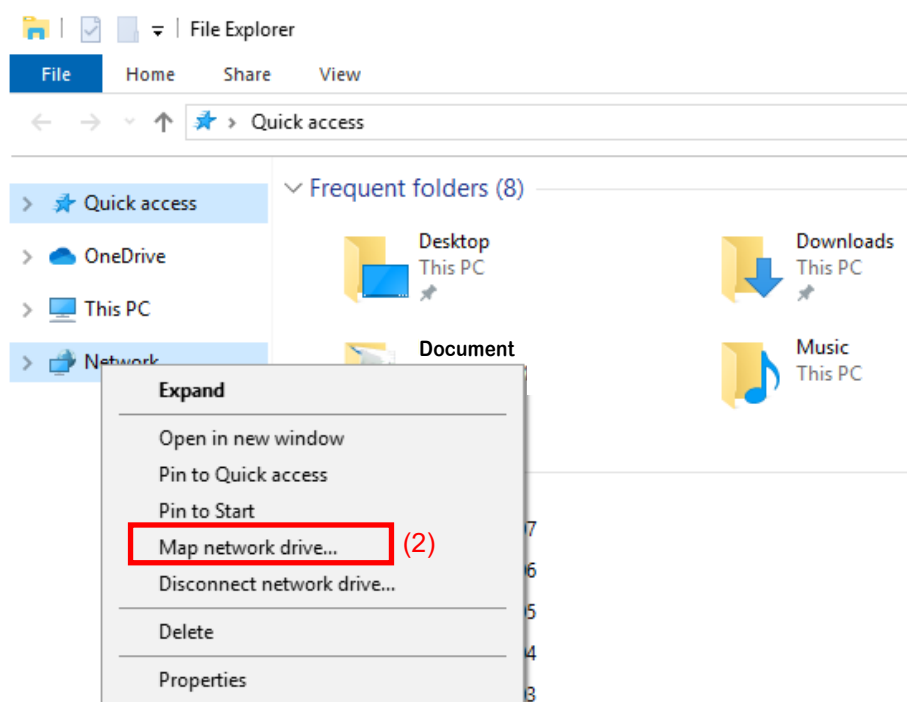 File Explorer
File Home Share View
Quick access
Quick access
OneDrive
This PC
Network
Frequent folders (8)
Desktop
This PC
Downloads
This PC
Document
Music
This PC
Expand
Open in new window
Pin to Quick access
Pin to Start
Map network drive... (2)
Disconnect network drive...
Delete
Properties